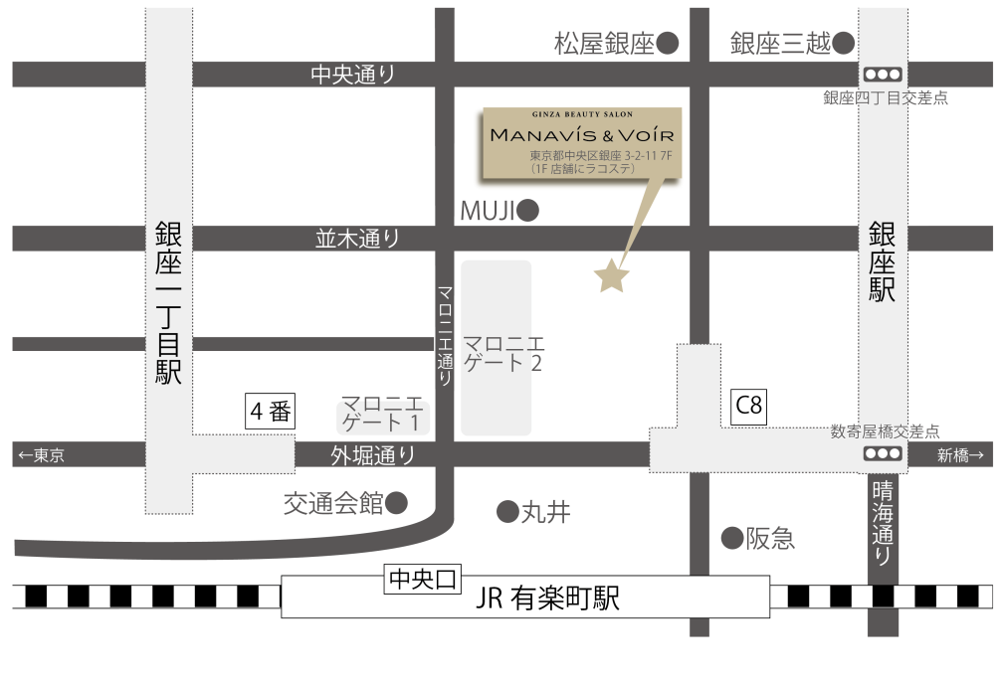 松屋銀座
銀座三越
中央通り
銀座四丁目交差点
GINZA BEAUTY SALON
MANAVÍS & VOÍR
東京都中央区銀座 3-2-11 7F
（1F 店舗にラコステ）
MUJI
並木通り
銀座一丁目駅
銀座駅
マロニエ通り
マロニエ
ゲート 2
マロニエ
ゲート 1
4 番
C8
数寄屋橋交差点
←東京
外堀通り
新橋→
交通会館
丸井
阪急
晴海通り
中央口
JR 有楽町駅